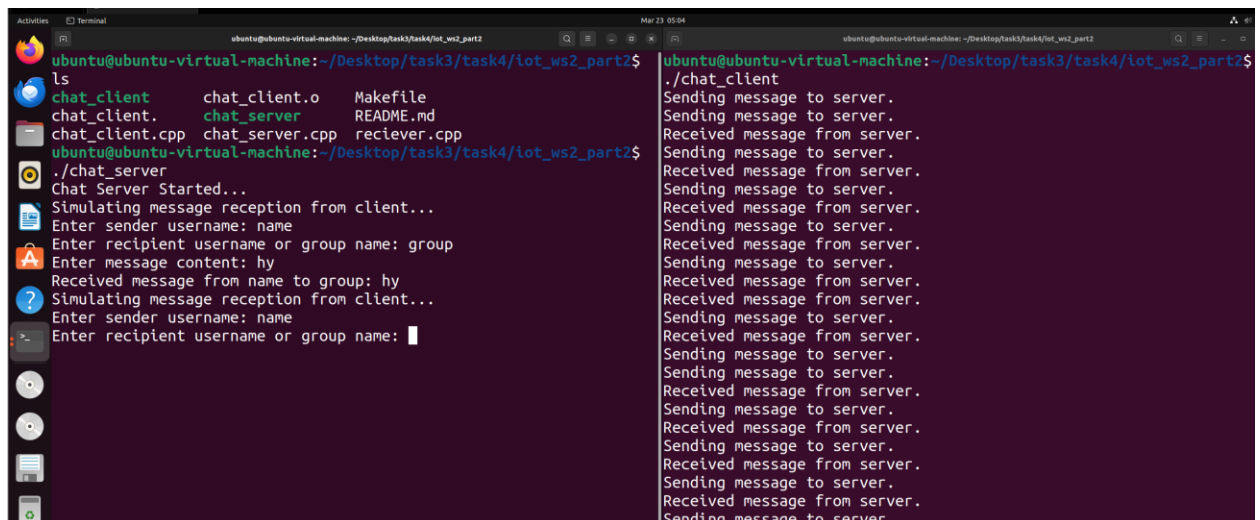 Activities
Terminal
Mar 23 05:04
ubuntu@ubuntu-virtual-machine: ~/Desktop/task3/task4/iot_ws2_part2
ubuntu@ubuntu-virtual-machine:~/Desktop/task3/task4/iot_ws2_part2$
ls
chat_client chat_client.o Makefile
chat_client. chat_server README.md
chat_client.cpp chat_server.cpp reciever.cpp
ubuntu@ubuntu-virtual-machine:~/Desktop/task3/task4/iot_ws2_part2$
./chat_server
Chat Server Started...
Simulating message reception from client...
Enter sender username: name
Enter recipient username or group name: group
Enter message content: hy
Received message from name to group: hy
Simulating message reception from client...
Enter sender username: name
Enter recipient username or group name:
ubuntu@ubuntu-virtual-machine: ~/Desktop/task3/task4/iot_ws2_part2
ubuntu@ubuntu-virtual-machine:~/Desktop/task3/task4/iot_ws2_part2$
./chat_client
Sending message to server.
Sending message to server.
Received message from server.
Sending message to server.
Received message from server.
Sending message to server.
Received message from server.
Sending message to server.
Received message from server.
Sending message to server.
Received message from server.
Received message from server.
Sending message to server.
Received message from server.
Sending message to server.
Sending message to server.
Received message from server.
Sending message to server.
Received message from server.
Sending message to server.
Received message from server.
Sending message to server.
Received message from server.
Sending message to server.